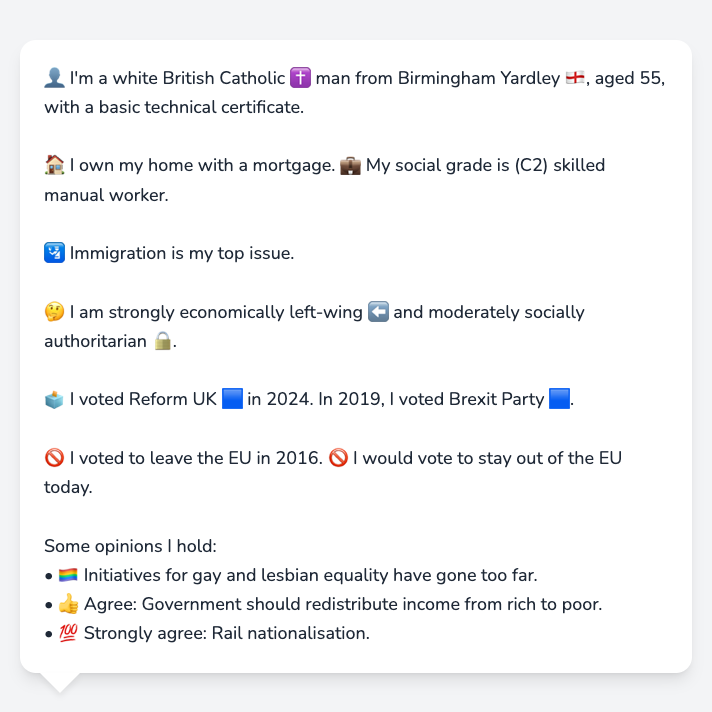 👤 I'm a white British Catholic ✝️ man from Birmingham Yardley 🏴󠁧󠁢󠁥󠁮󠁧󠁿, aged 55,
with a basic technical certificate.
🏠 I own my home with a mortgage. 💼 My social grade is (C2) skilled
manual worker.
🛂 Immigration is my top issue.
🤔 I am strongly economically left-wing ⬅️ and moderately socially
authoritarian 🔒.
🗳️ I voted Reform UK 🟦 in 2024. In 2019, I voted Brexit Party 🟦.
🚫 I voted to leave the EU in 2016. 🚫 I would vote to stay out of the EU
today.
Some opinions I hold:
• 🏳️‍🌈 Initiatives for gay and lesbian equality have gone too far.
• 👍 Agree: Government should redistribute income from rich to poor.
• 💯 Strongly agree: Rail nationalisation.